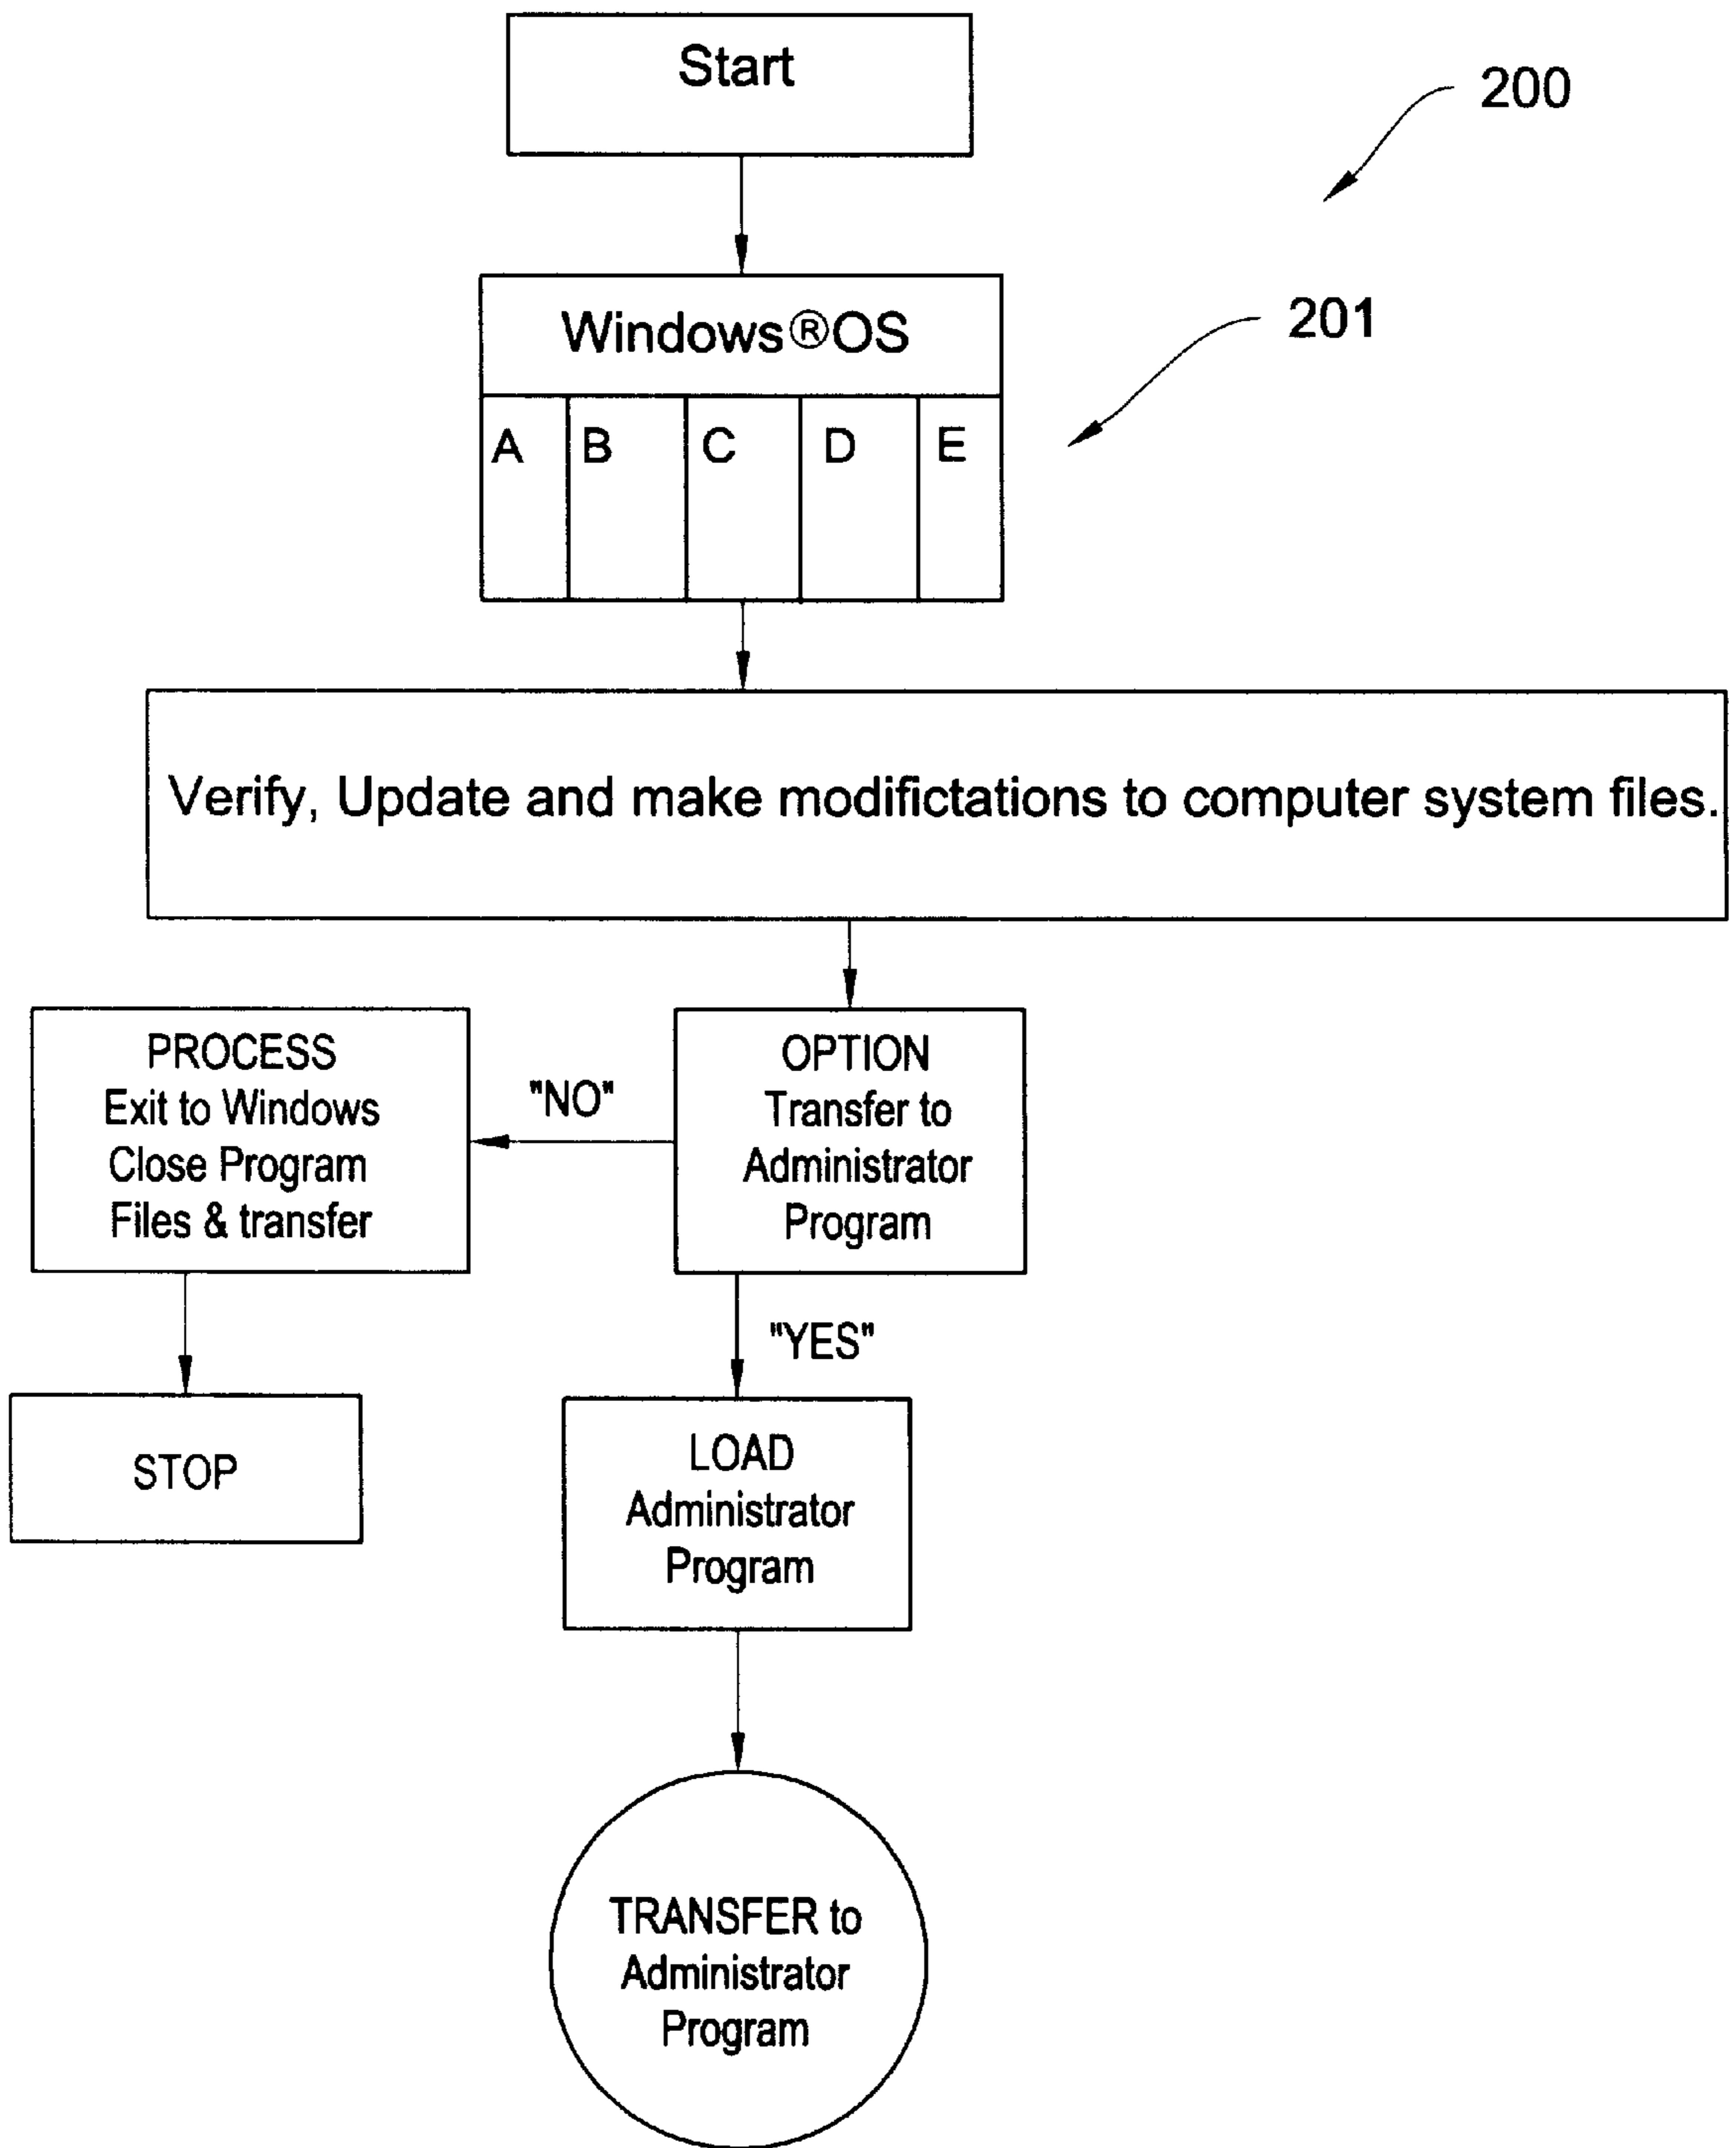 Start
200
Windows®OS
201
A B C D E
Verify, Update and make modifictations to computer system files.
PROCESS
Exit to Windows
Close Program
Files & transfer
"NO"
OPTION
Transfer to
Administrator
Program
"YES"
STOP
LOAD
Administrator
Program
TRANSFER to
Administrator
Program